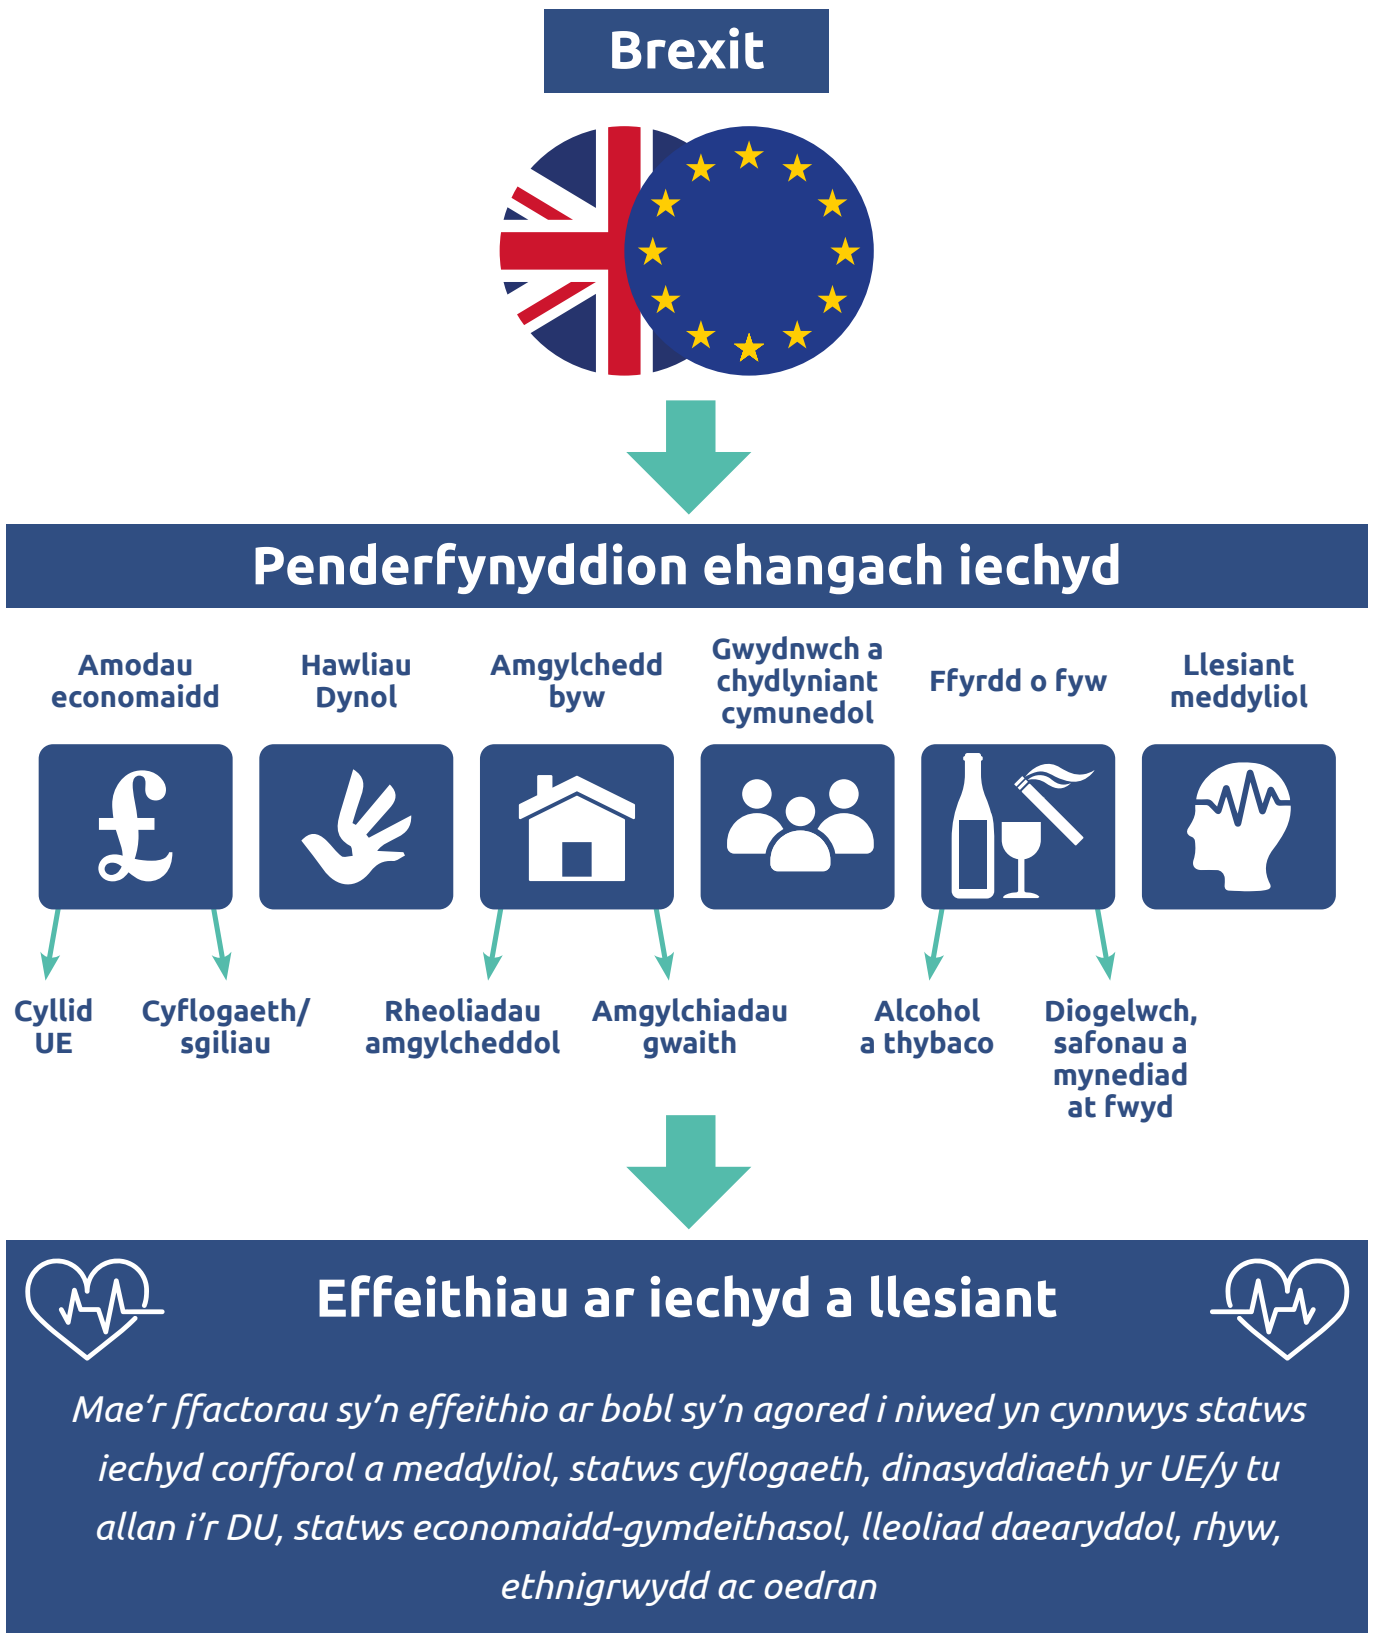 Brexit
Penderfynyddion ehangach iechyd
Amodau
economaidd
Hawliau
Dynol
Amgylchedd
byw
Gwydnwch a
chydlyniant
cymunedol
Ffyrdd o fyw
Llesiant
meddyliol
Cyllid
UE
Cyflogaeth/
sgiliau
Rheoliadau
amgylcheddol
Amgylchiadau
gwaith
Alcohol
a thybaco
Diogelwch,
safonau a
mynediad
at fwyd
Effeithiau ar iechyd a llesiant
Mae’r ffactorau sy’n effeithio ar bobl sy’n agored i niwed yn cynnwys statws
iechyd corfforol a meddyliol, statws cyflogaeth, dinasyddiaeth yr UE/y tu
allan i’r DU, statws economaidd-gymdeithasol, lleoliad daearyddol, rhyw,
ethnigrwydd ac oedran